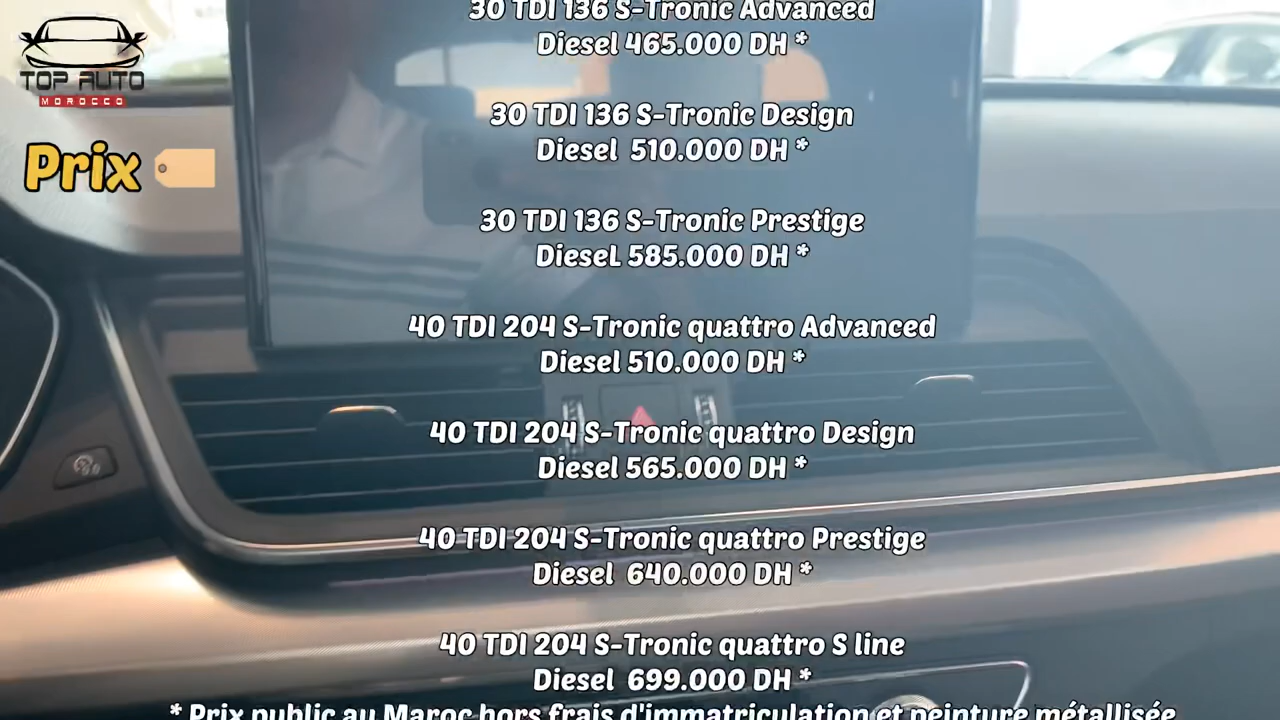 30 TDI 136 S-Tronic Advanced
Diesel 465.000 DH *
TOP AUTO
MOROCCO
Prix
30 TDI 136 S-Tronic Design
Diesel 510.000 DH *
30 TDI 136 S-Tronic Prestige
DieseL 585.000 DH *
40 TDI 204 S-Tronic quattro Advanced
Diesel 510.000 DH *
40 TDI 204 S-Tronic quattro Design
Diesel 565.000 DH *
40 TDI 204 S-Tronic quattro Prestige
Diesel 640.000 DH *
40 TDI 204 S-Tronic quattro S line
Diesel 699.000 DH *
* Prix public au Maroc hors frais d'immatriculation et peinture métallisée